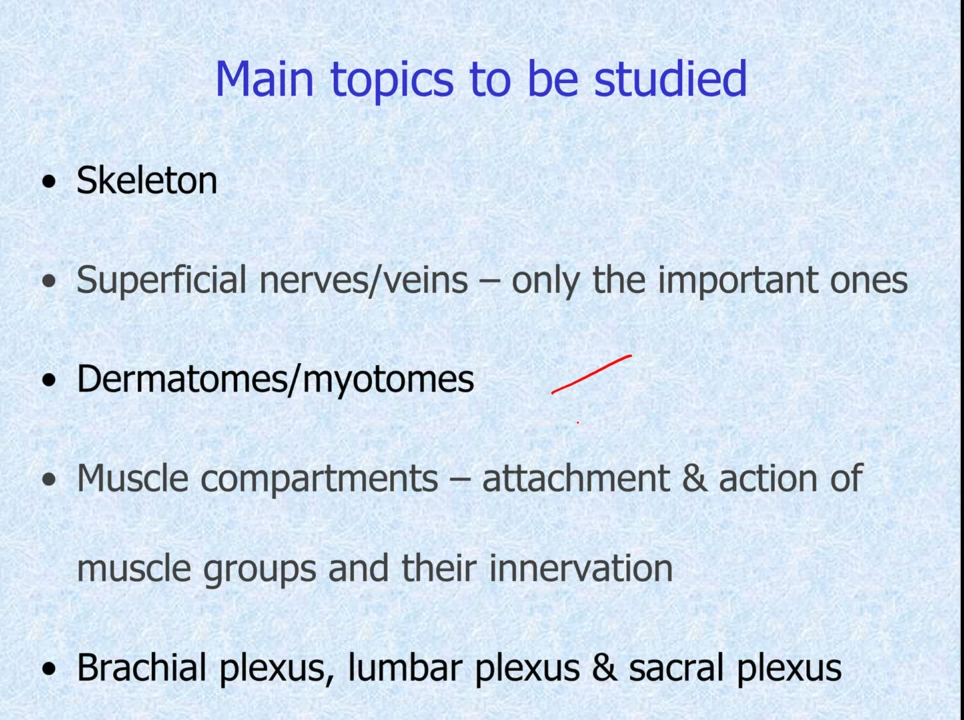 Main topics to be studied
• Skeleton
• Superficial nerves/veins – only the important ones
• Dermatomes/myotomes
• Muscle compartments – attachment & action of
muscle groups and their innervation
• Brachial plexus, lumbar plexus & sacral plexus